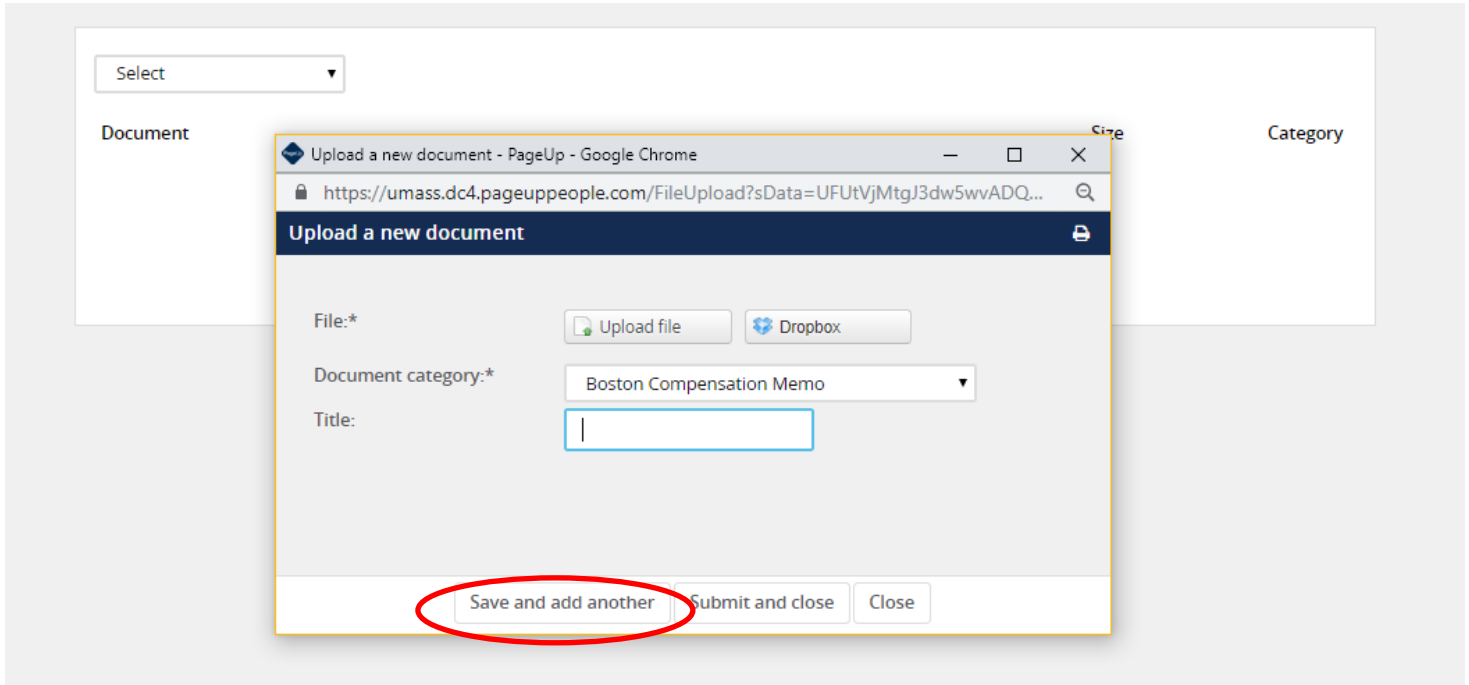 Select
Document Size Category
Upload a new document - PageUp - Google Chrome
https://umass.dc4.pageuppeople.com/FileUpload?sData=UFUtVjMtgJ3dw5wvADQ...
Upload a new document
File:* Upload file Dropbox
Document category:* Boston Compensation Memo
Title:
Save and add another Submit and close Close